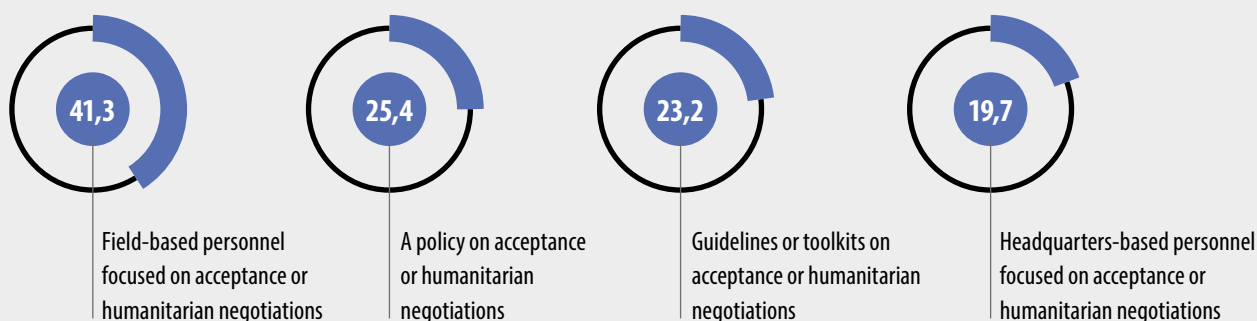 41,3
Field-based personnel
focused on acceptance or
humanitarian negotiations
25,4
A policy on acceptance
or humanitarian
negotiations
23,2
Guidelines or toolkits on
acceptance or humanitarian
negotiations
19,7
Headquarters-based personnel
focused on acceptance or
humanitarian negotiations